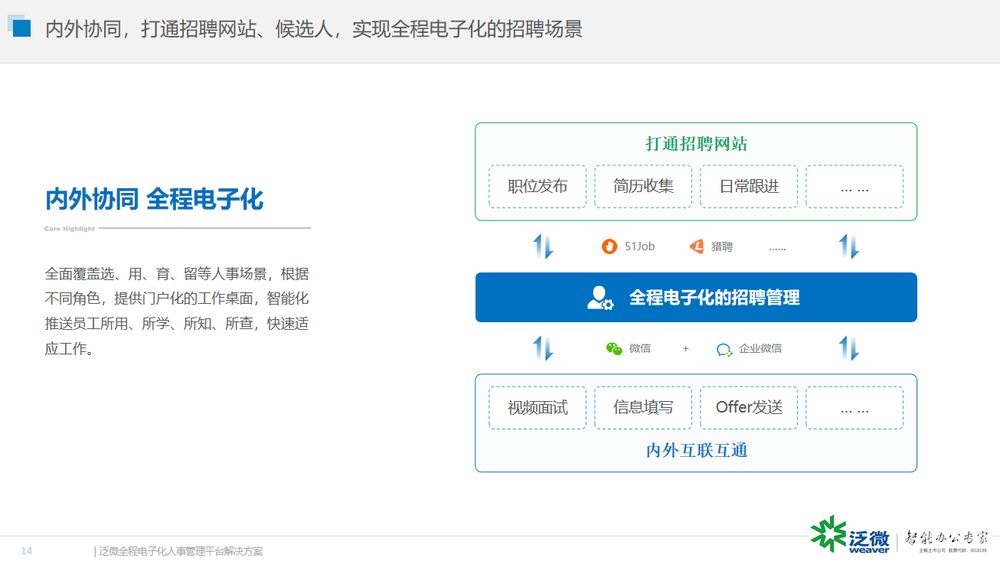 内外协同，打通招聘网站、候选人，实现全程电子化的招聘场景
内外协同 全程电子化
Core Highlight
全面覆盖选、用、育、留等人事场景，根据
不同角色，提供门户化的工作桌面，智能化
推送员工所用、所学、所知、所查，快速适
应工作。
打通招聘网站
职位发布 简历收集 日常跟进 ... ...
51Job 猎聘 ......
全程电子化的招聘管理
微信 + 企业微信
视频面试 信息填写 Offer发送 ... ...
内外互联互通
14 | 泛微全程电子化人事管理平台解决方案
泛微 weaver | 智能办公专家
主板上市公司 股票代码：603039